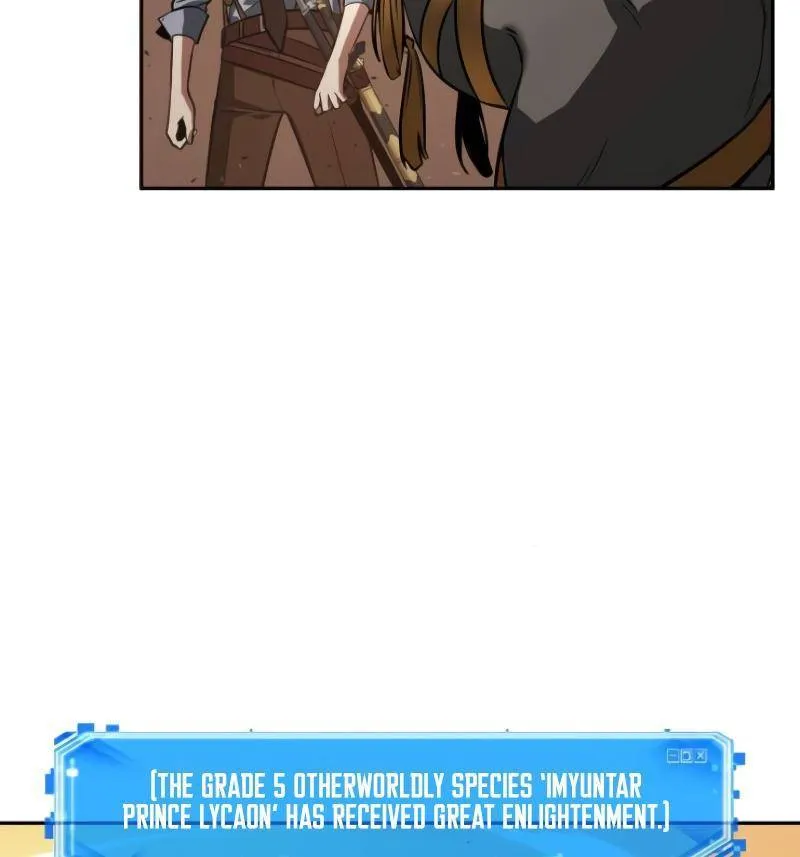 [THE GRADE 5 OTHERWORLDLY SPECIES 'IMYUNTAR
PRINCE LYCAON' HAS RECEIVED GREAT ENLIGHTENMENT.]